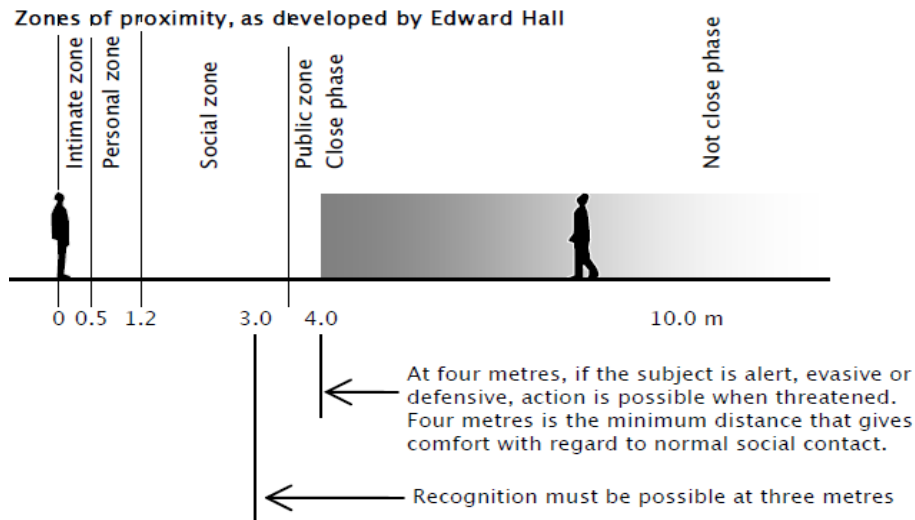 Zones of proximity, as developed by Edward Hall
Intimate zone
Personal zone
Social zone
Public zone
Close phase
Not close phase
0 0.5 1.2 3.0 4.0 10.0 m
At four metres, if the subject is alert, evasive or
defensive, action is possible when threatened.
Four metres is the minimum distance that gives
comfort with regard to normal social contact.
Recognition must be possible at three metres